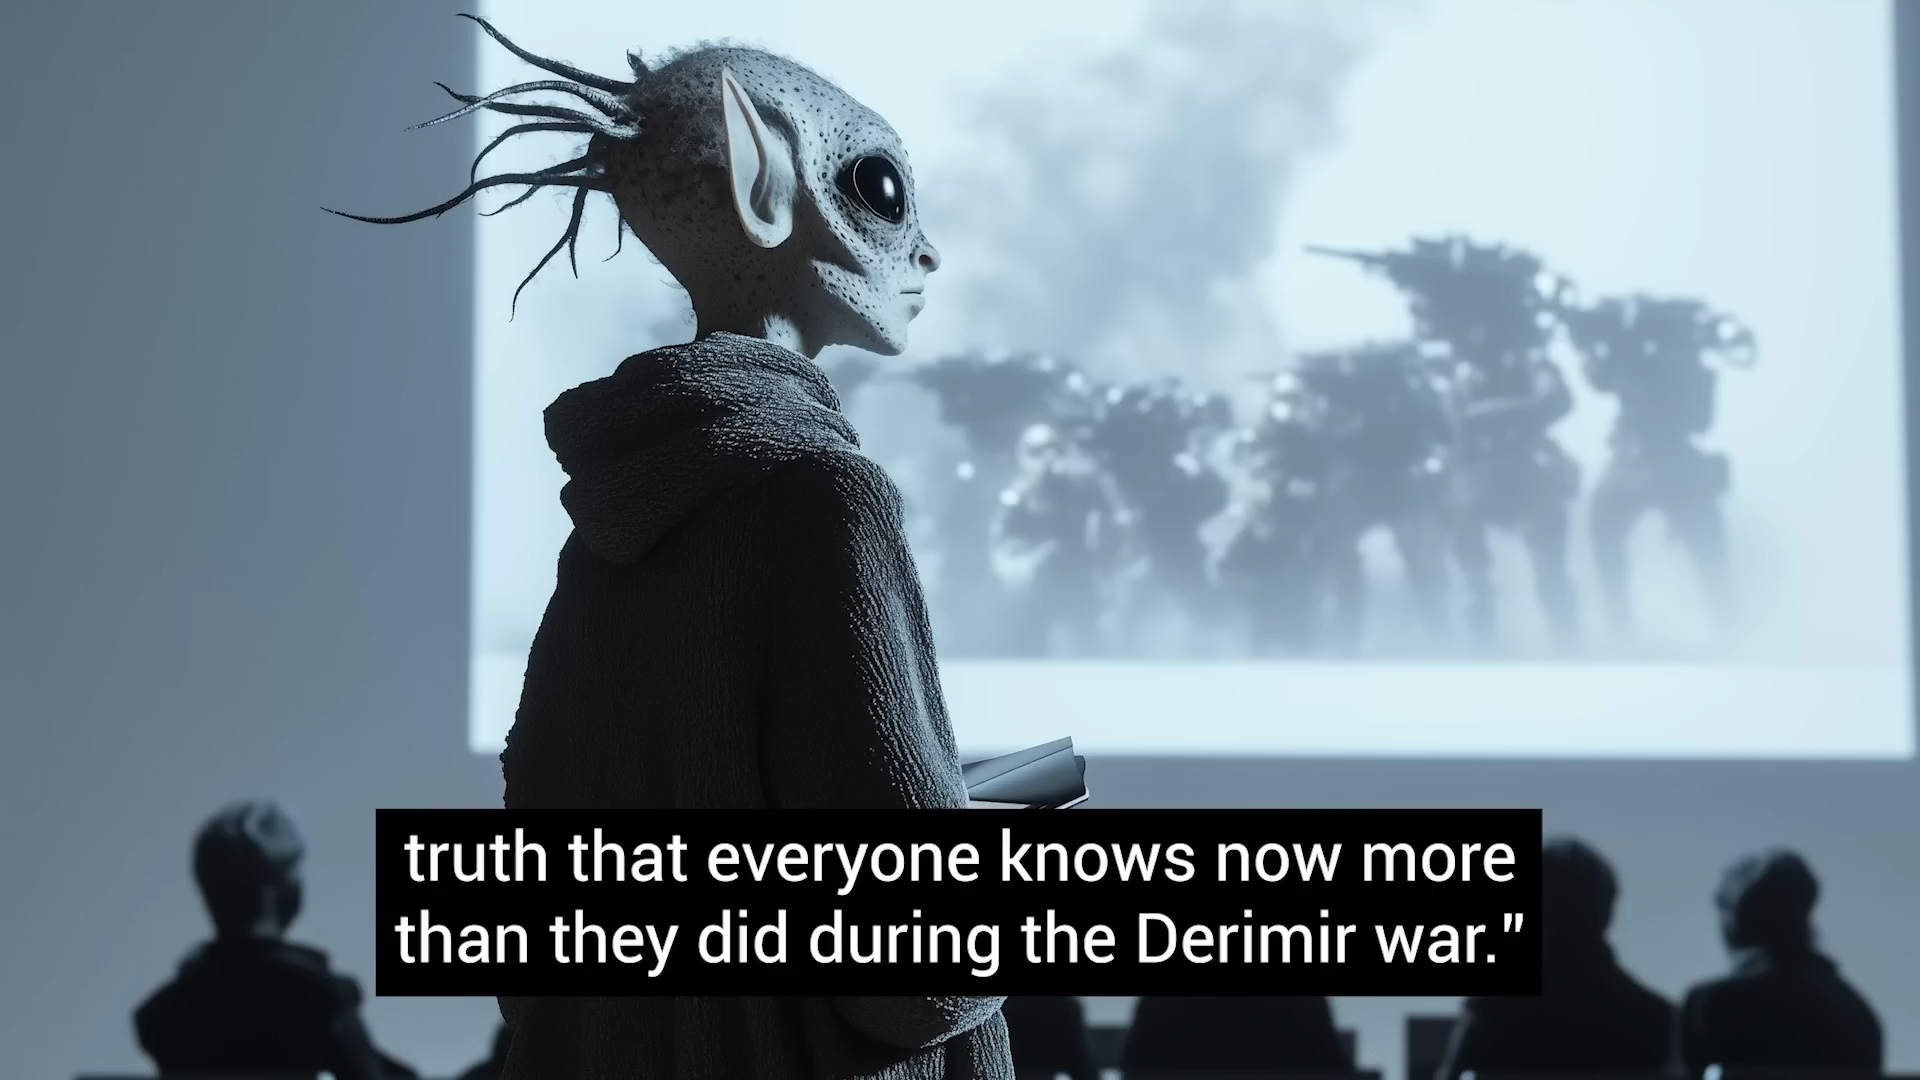 truth that everyone knows now more
than they did during the Derimir war."